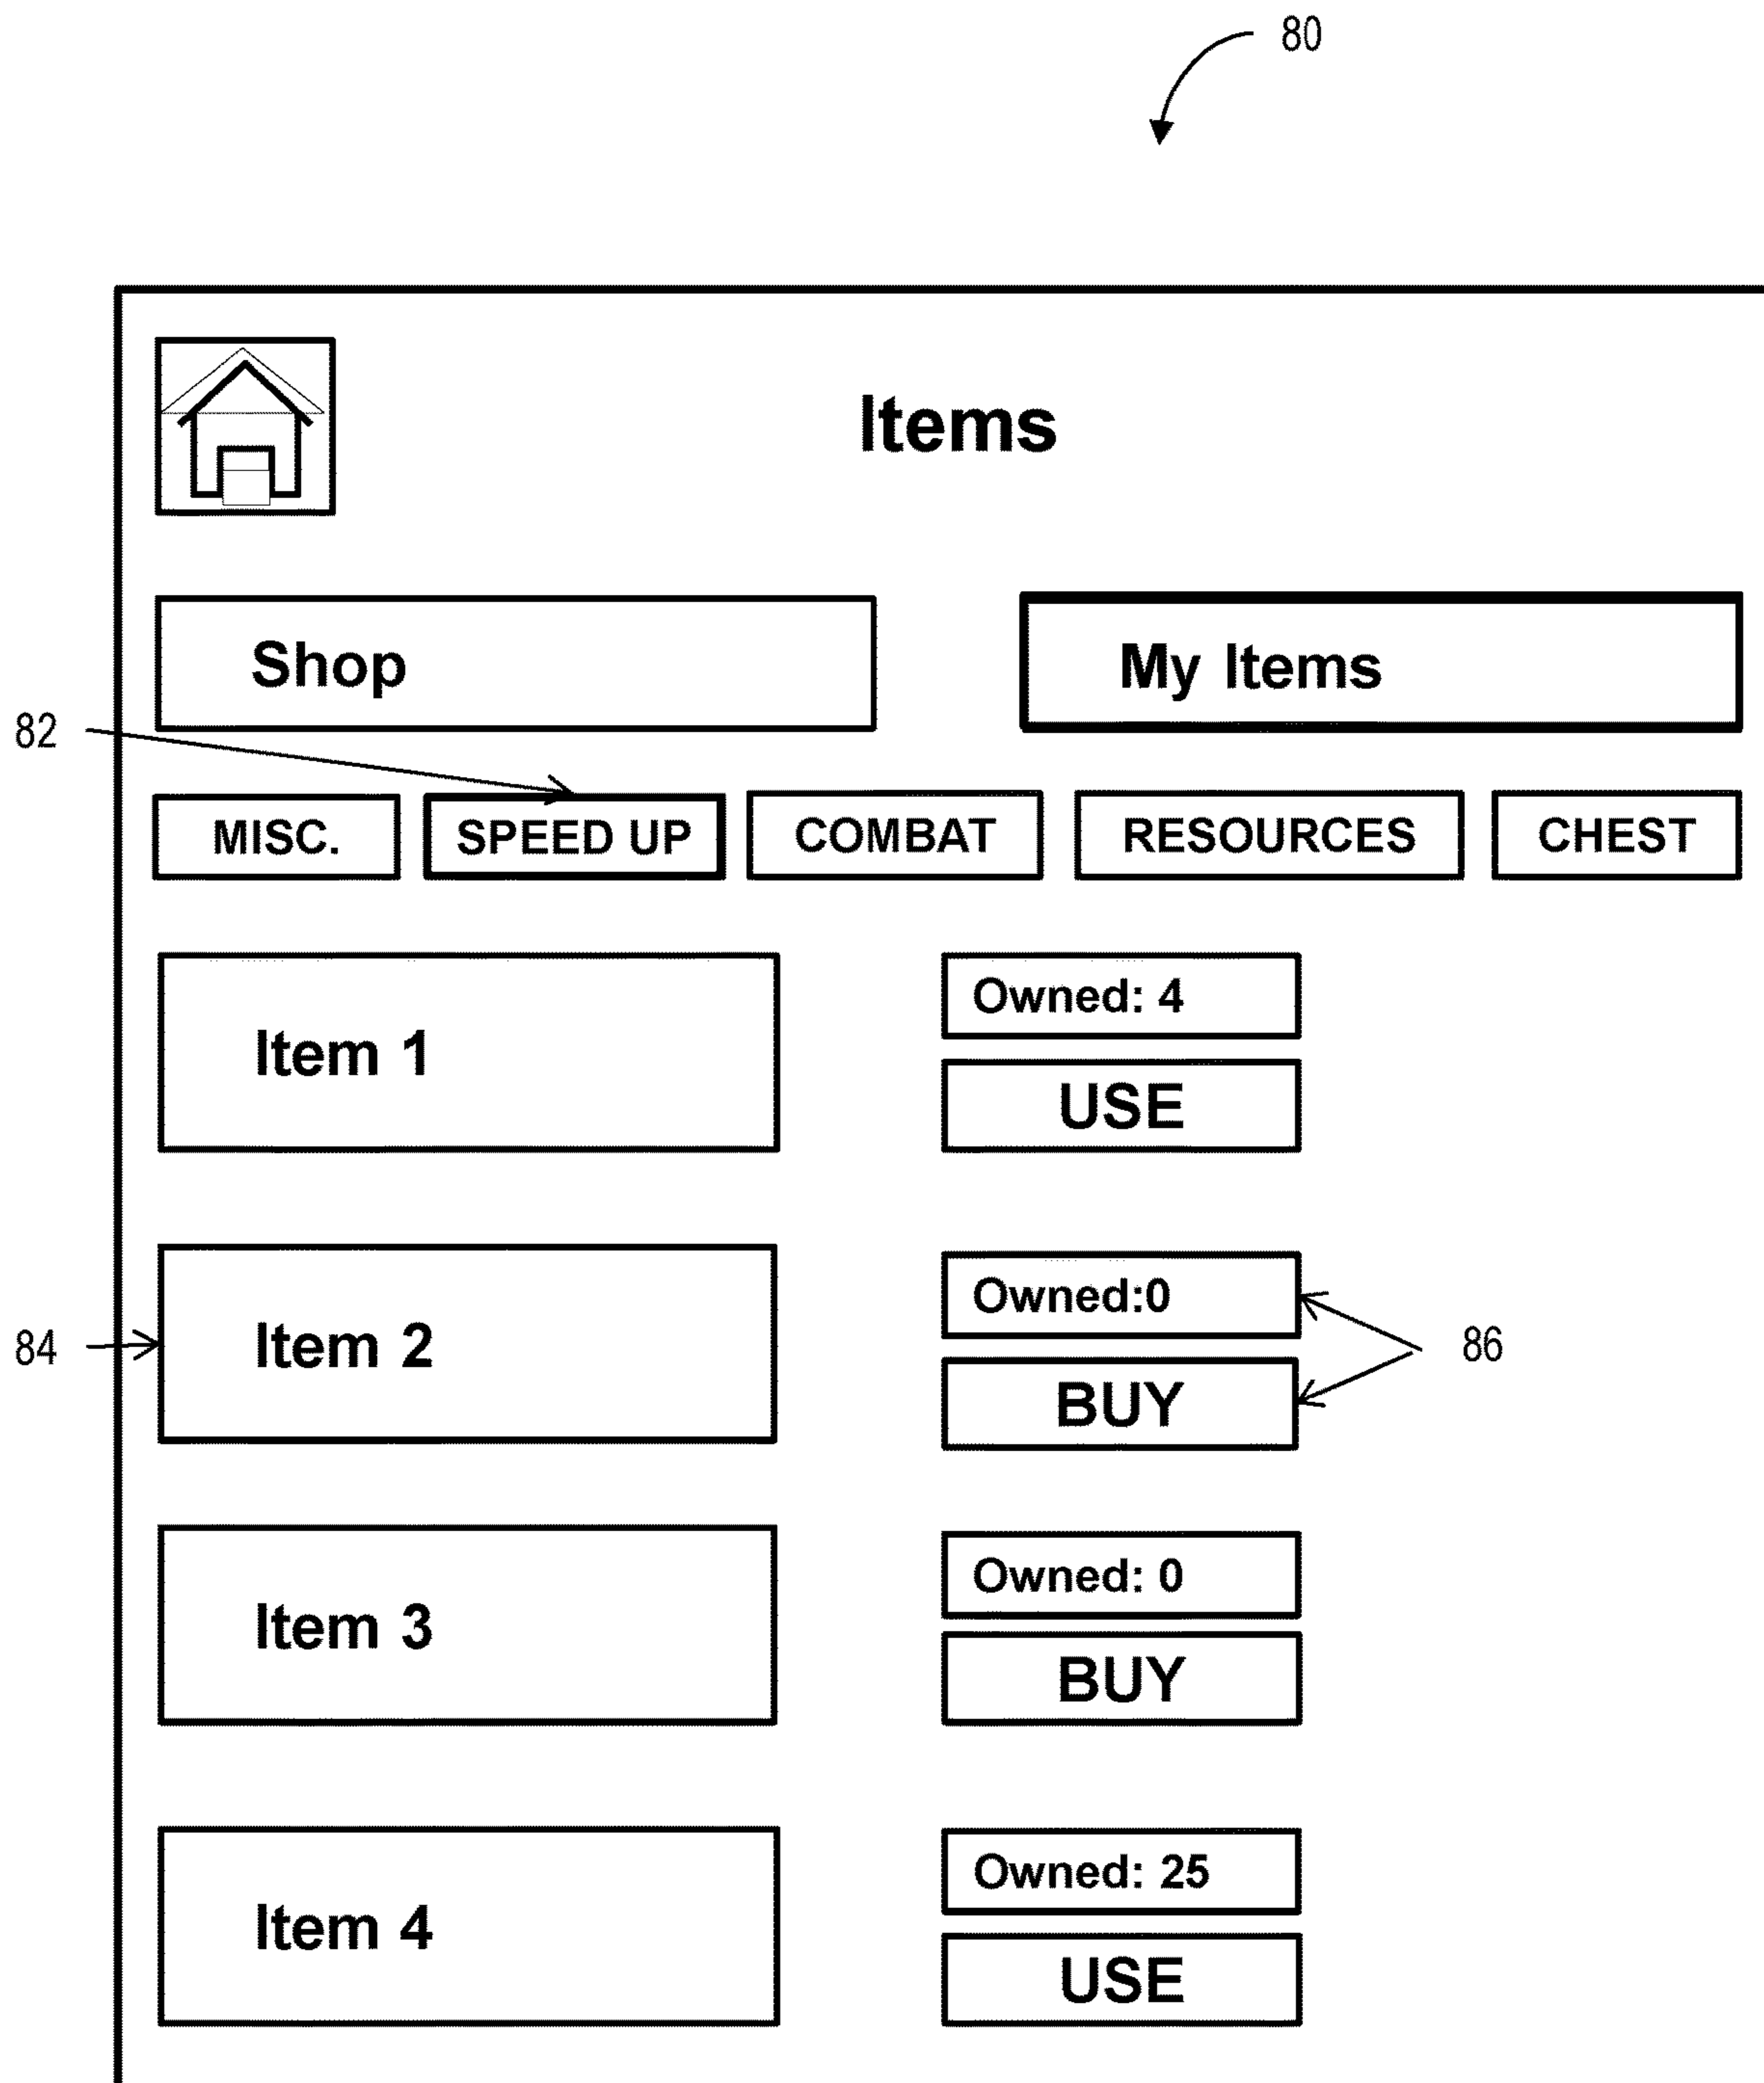 80
Items
Shop
My Items
82
MISC.
SPEED UP
COMBAT
RESOURCES
CHEST
Item 1
Owned: 4
USE
84
Item 2
Owned:0
BUY
86
Item 3
Owned: 0
BUY
Item 4
Owned: 25
USE